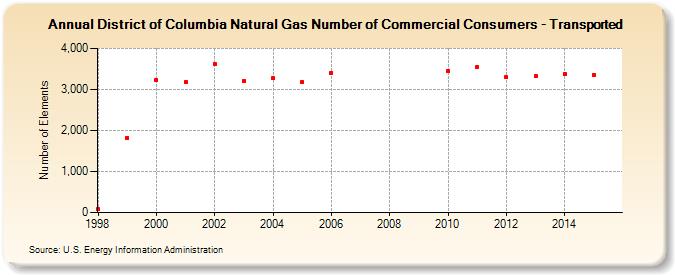 Annual District of Columbia Natural Gas Number of Commercial Consumers - Transported
Number of Elements
4,000
3,000
2,000
1,000
0
1998 2000 2002 2004 2006 2008 2010 2012 2014
Source: U.S. Energy Information Administration